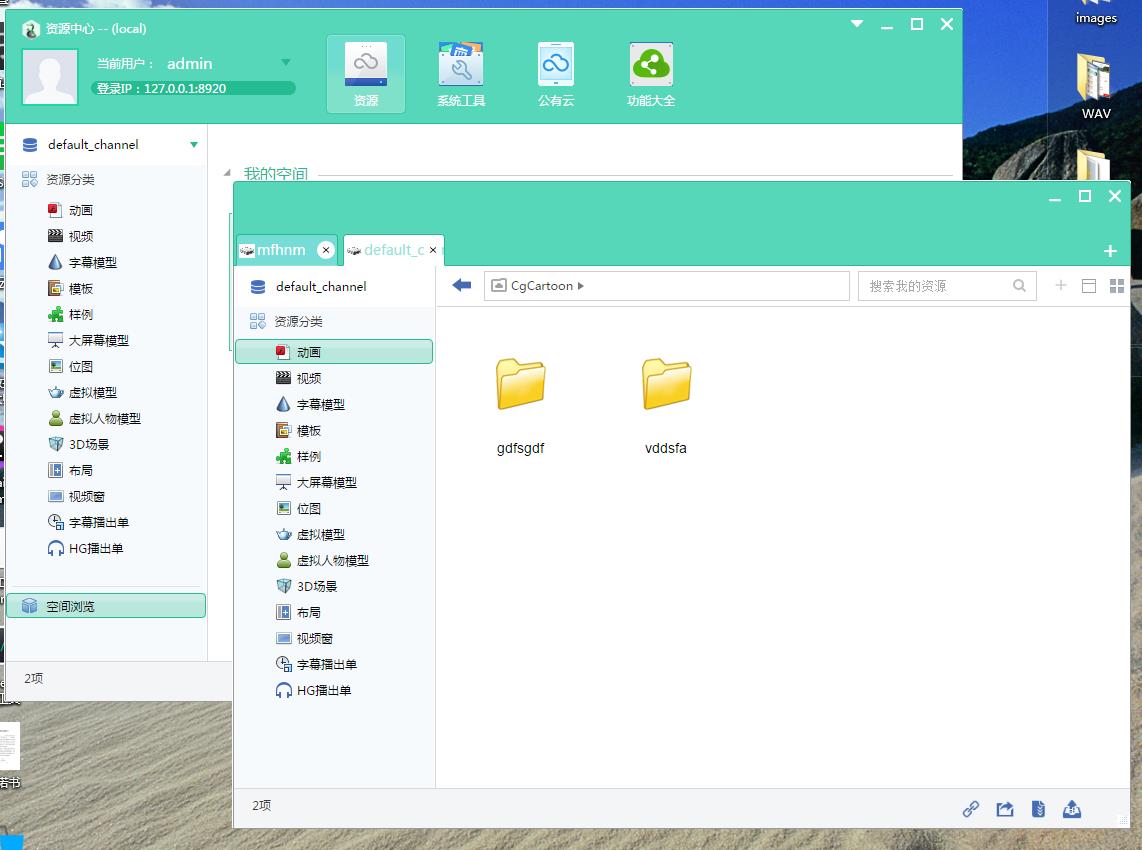 资源中心 -- (local)
当前用户： admin
登录IP：127.0.0.1:8920
资源
系统工具
公有云
功能大全
images
WAV
default_channel
资源分类
动画
视频
字幕模型
模板
样例
大屏幕模型
位图
虚拟模型
虚拟人物模型
3D场景
布局
视频窗
字幕播出单
HG播出单
空间浏览
2项
我的空间
mfhnm
default_c
default_channel
CgCartoon
搜索我的资源
资源分类
动画
视频
字幕模型
模板
样例
大屏幕模型
位图
虚拟模型
虚拟人物模型
3D场景
布局
视频窗
字幕播出单
HG播出单
gdfsgdf
vddsfa
2项
诺书